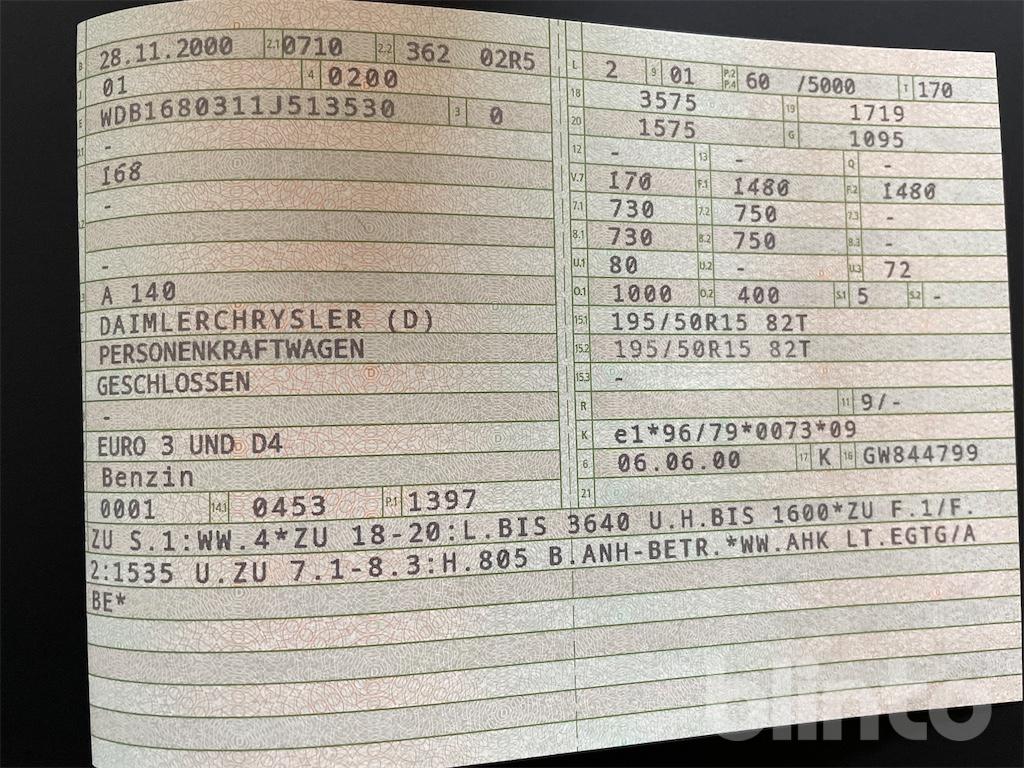 B 28.11.2000 2.1 0710 2.2 362 02R5
J 01 4 0200
E WDB1680311J513530 3 0
-
168
-
-
A 140
DAIMLERCHRYSLER (D)
PERSONENKRAFTWAGEN
GESCHLOSSEN
-
EURO 3 UND D4
Benzin
0001 14.1 0453 P.1 1397
L 2 9 01 P.2 P.4 60 /5000 T 170
18 3575 19 1719
20 1575 G 1095
12 - 13 - Q -
V.7 170 F.1 1480 F.2 1480
7.1 730 7.2 750 7.3 -
8.1 730 8.2 750 8.3 -
U.1 80 U.2 - U.3 72
O.1 1000 O.2 400 S.1 5 S.2 -
15.1 195/50R15 82T
15.2 195/50R15 82T
15.3 -
R 11 9/-
K e1*96/79*0073*09
6 06.06.00 17 K 16 GW844799
21
ZU S.1:WW.4*ZU 18-20:L.BIS 3640 U.H.BIS 1600*ZU F.1/F.
2:1535 U.ZU 7.1-8.3:H.805 B.ANH-BETR.*WW.AHK LT.EGTG/A
BE*
blinto